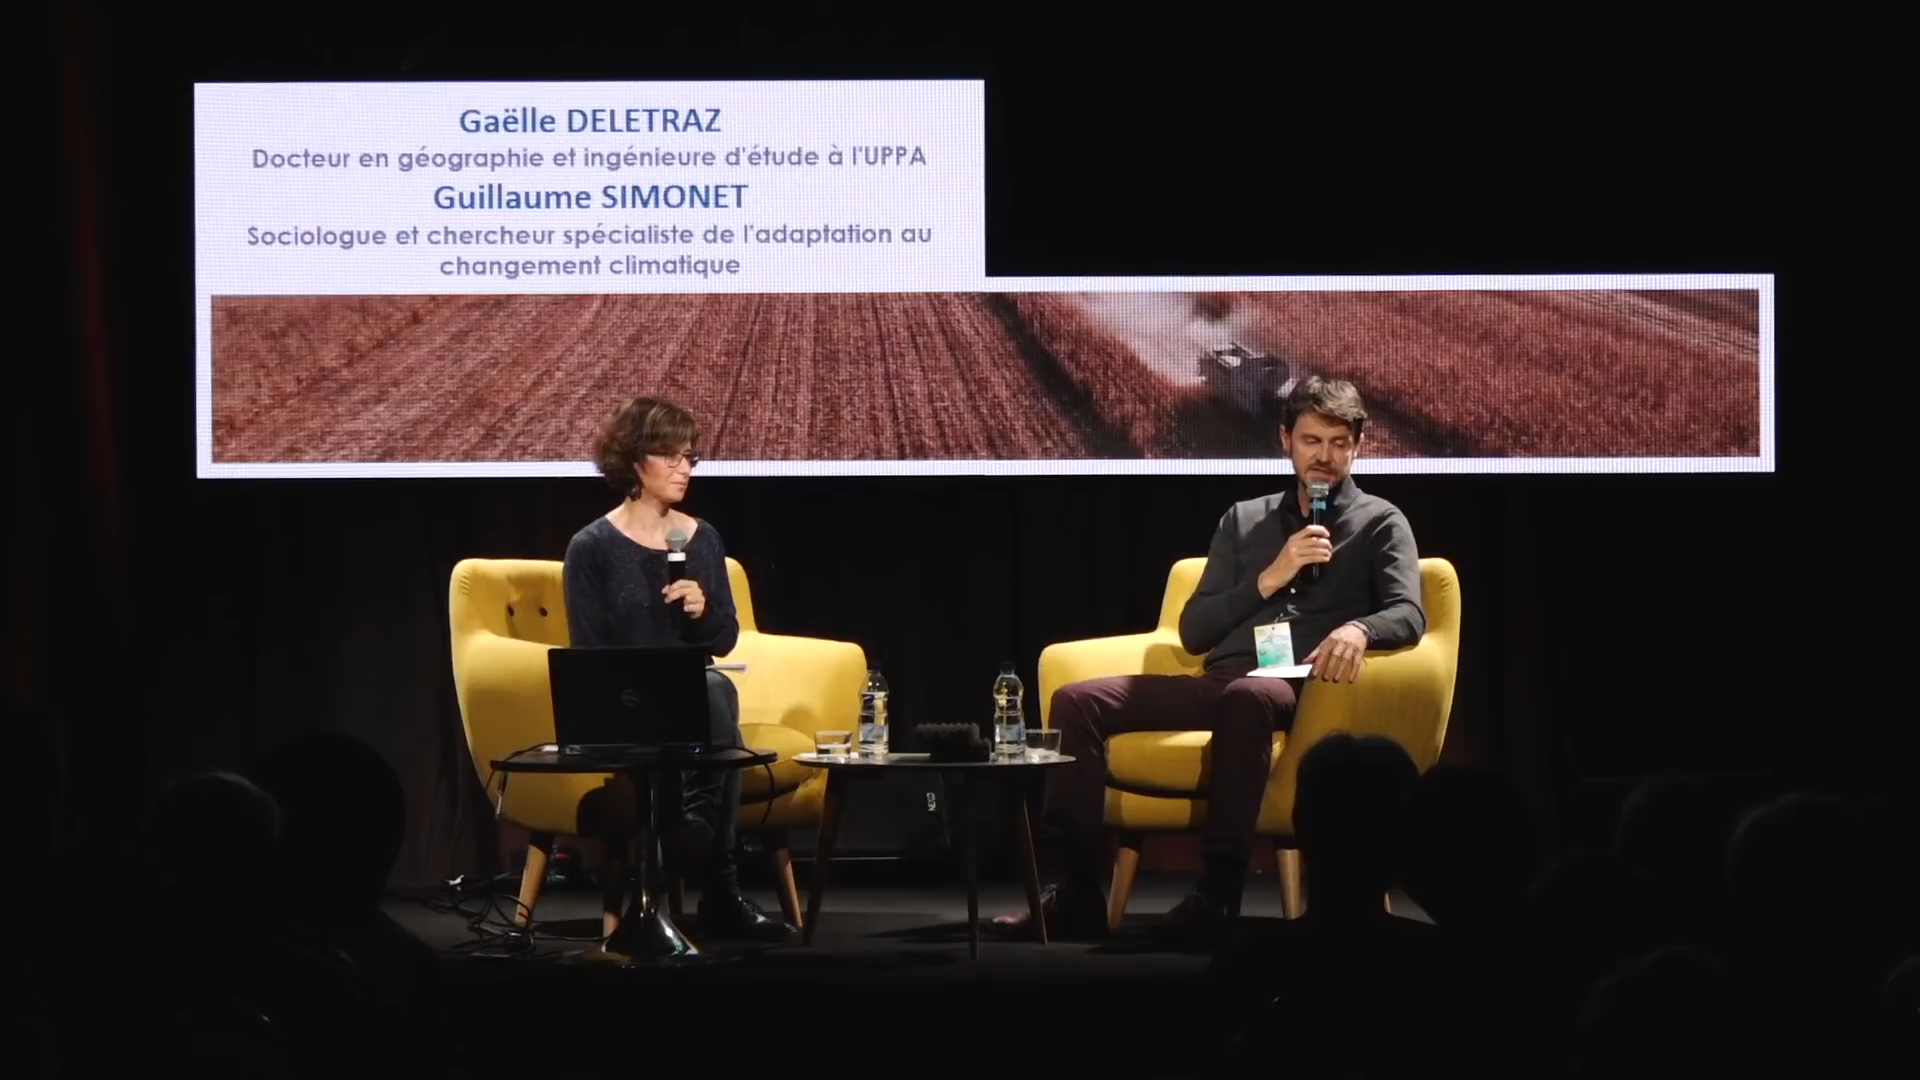 Gaëlle DELETRAZ
Docteur en géographie et ingénieure d'étude à l'UPPA
Guillaume SIMONET
Sociologue et chercheur spécialiste de l'adaptation au
changement climatique